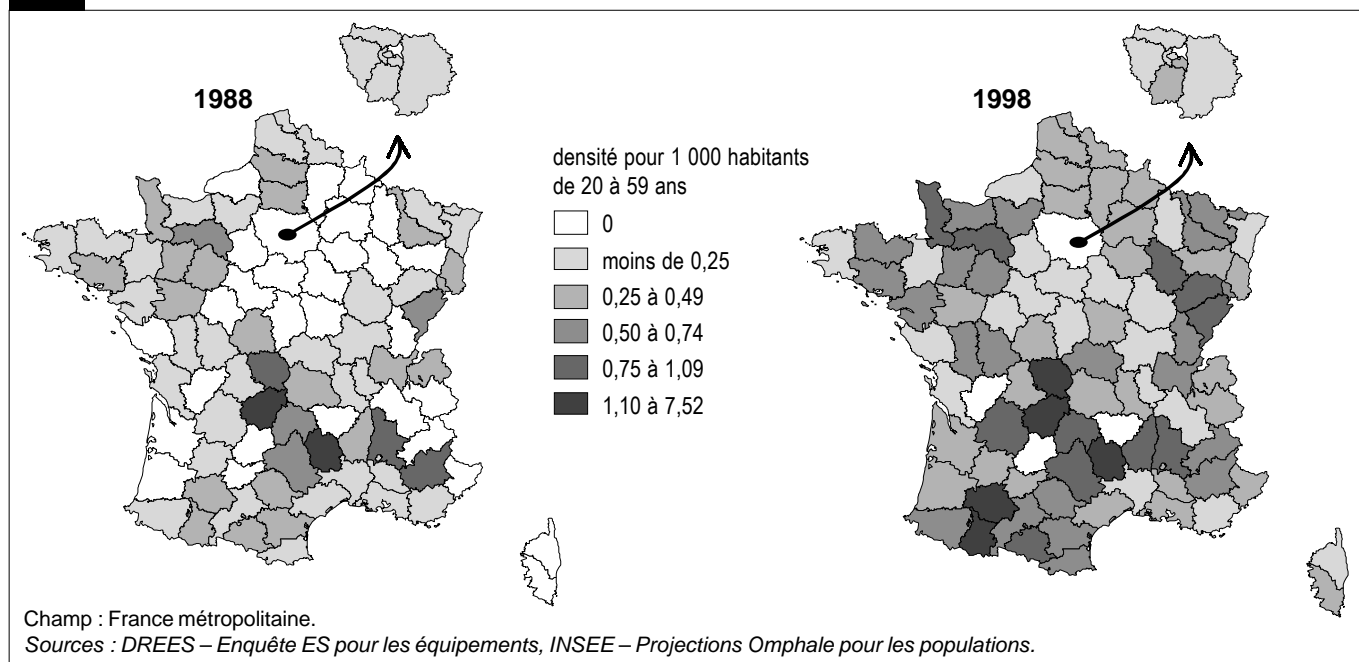 1988
1998
densité pour 1 000 habitants
de 20 à 59 ans
0
moins de 0,25
0,25 à 0,49
0,50 à 0,74
0,75 à 1,09
1,10 à 7,52
Champ : France métropolitaine.
Sources : DREES – Enquête ES pour les équipements, INSEE – Projections Omphale pour les populations.